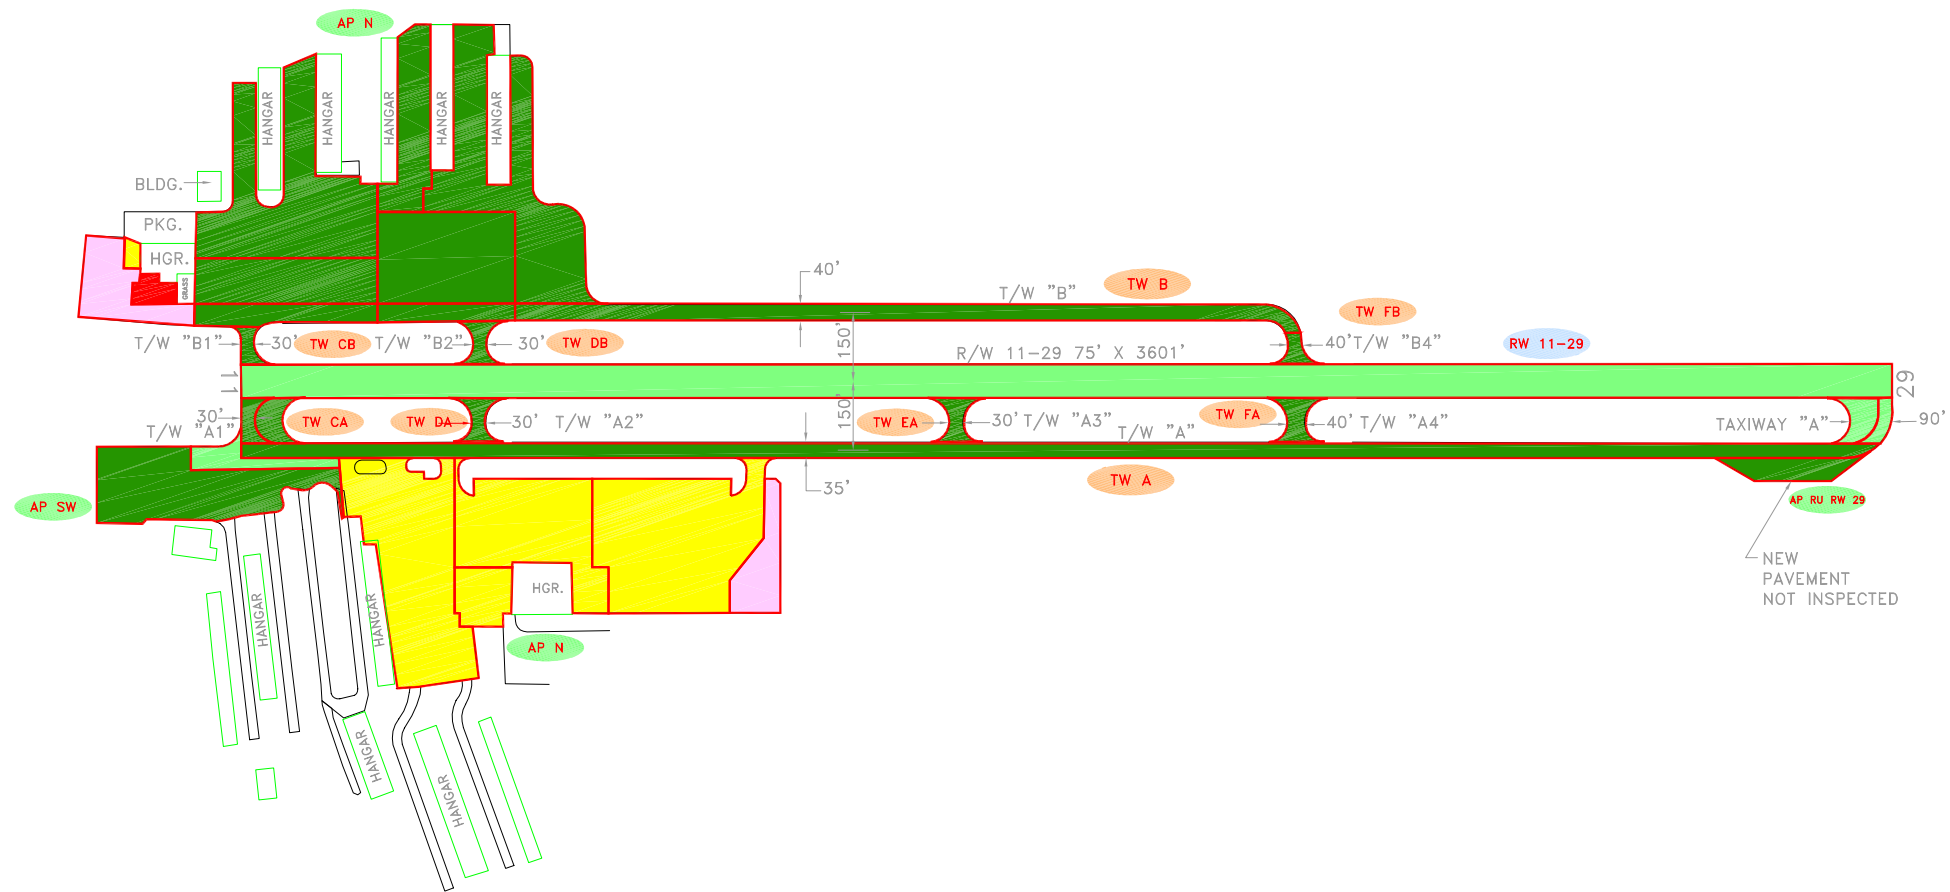 AP N
HANGAR
HANGAR
HANGAR
HANGAR
HANGAR
BLDG.
PKG.
HGR.
GRASS
40'
T/W "B"
TW B
TW FB
T/W "B1"
30'
TW CB
T/W "B2"
30'
TW DB
150'
R/W 11-29 75' X 3601'
40'
T/W "B4"
RW 11-29
11
29
30'
T/W "A1"
TW CA
TW DA
30'
T/W "A2"
150'
TW EA
30'
T/W "A3"
T/W "A"
TW FA
40'
T/W "A4"
TAXIWAY "A"
90'
35'
TW A
AP SW
AP RU RW 29
NEW
PAVEMENT
NOT INSPECTED
HGR.
AP N
HANGAR
HANGAR
HANGAR
HANGAR